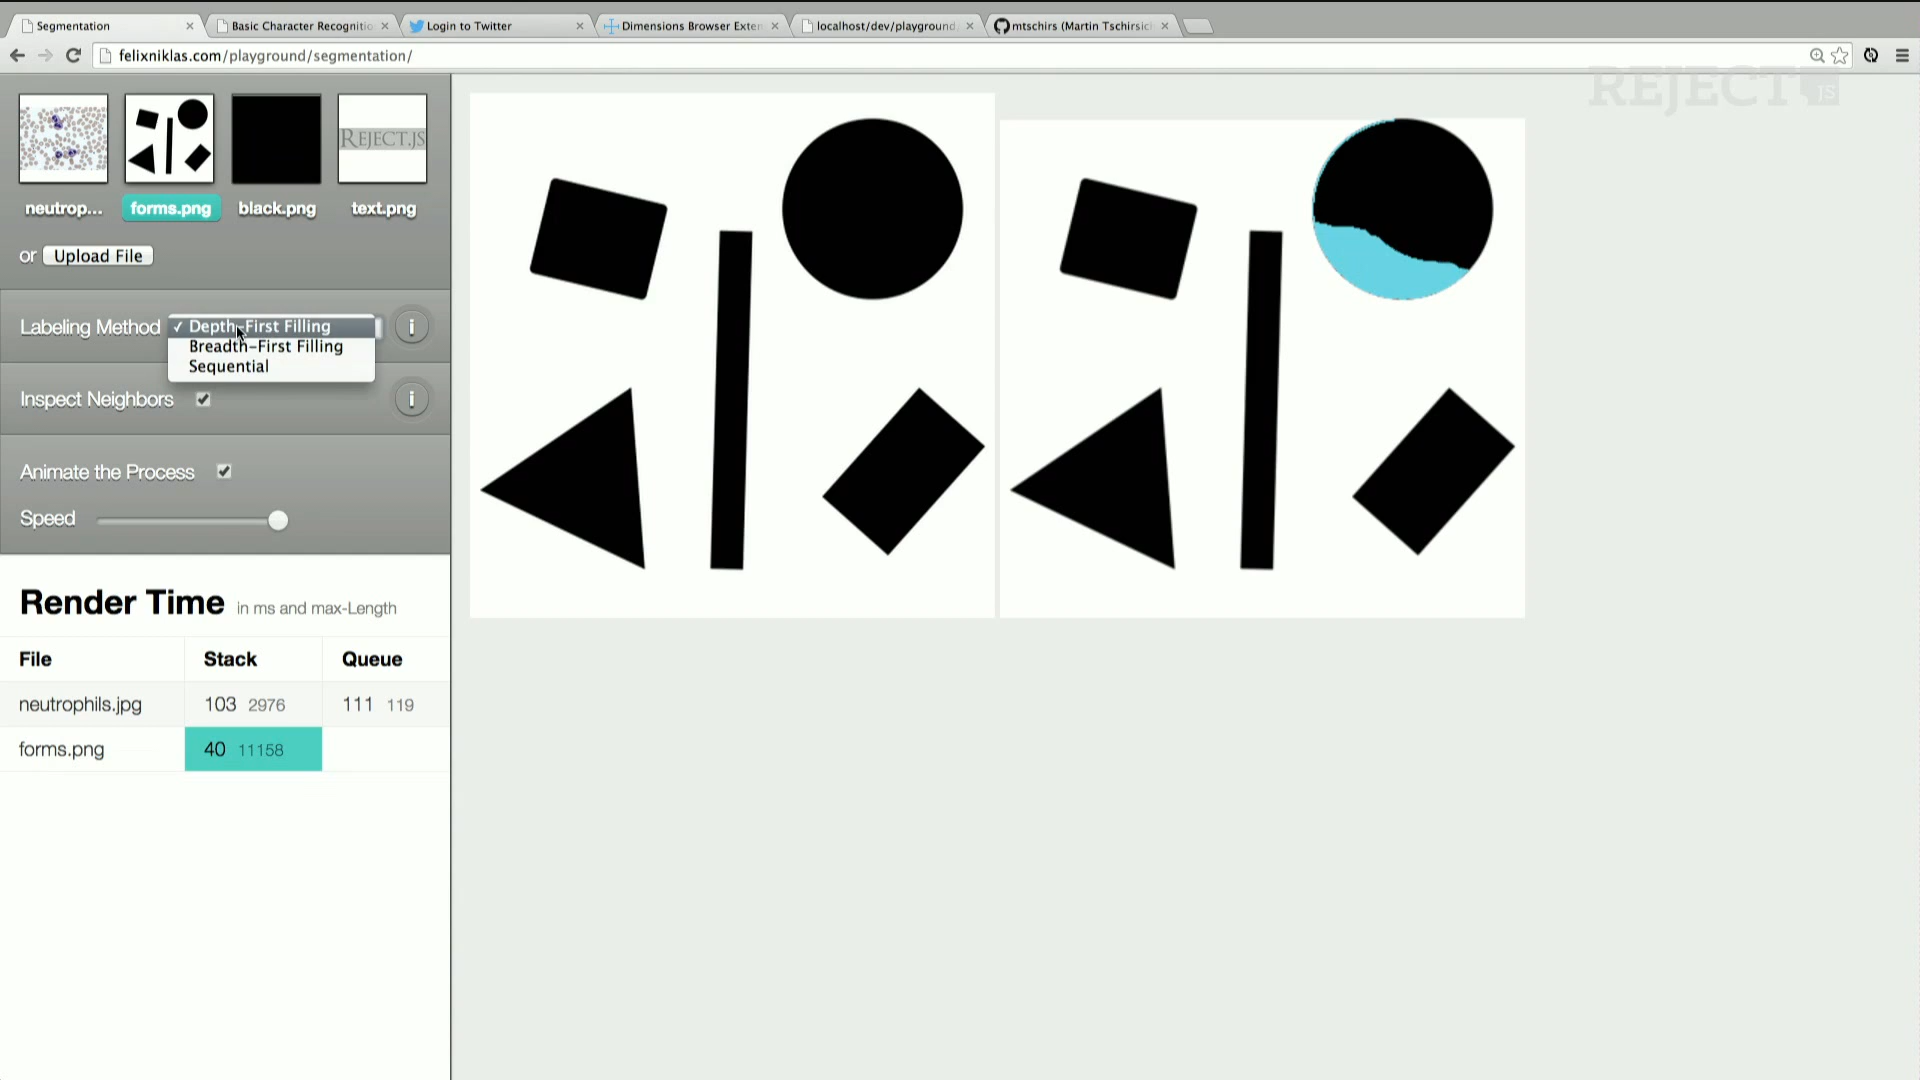 Segmentation
Basic Character Recognitio
Login to Twitter
Dimensions Browser Exten
localhost/dev/playground
mtschirs (Martin Tschirsic
felixniklas.com/playground/segmentation/
REJECT JS
REJECT.JS
neutrop... forms.png black.png text.png
or Upload File
Labeling Method ✓ Depth-First Filling i
Breadth-First Filling
Sequential
Inspect Neighbors i
Animate the Process
Speed
Render Time in ms and max-Length
File Stack Queue
neutrophils.jpg 103 2976 111 119
forms.png 40 11158